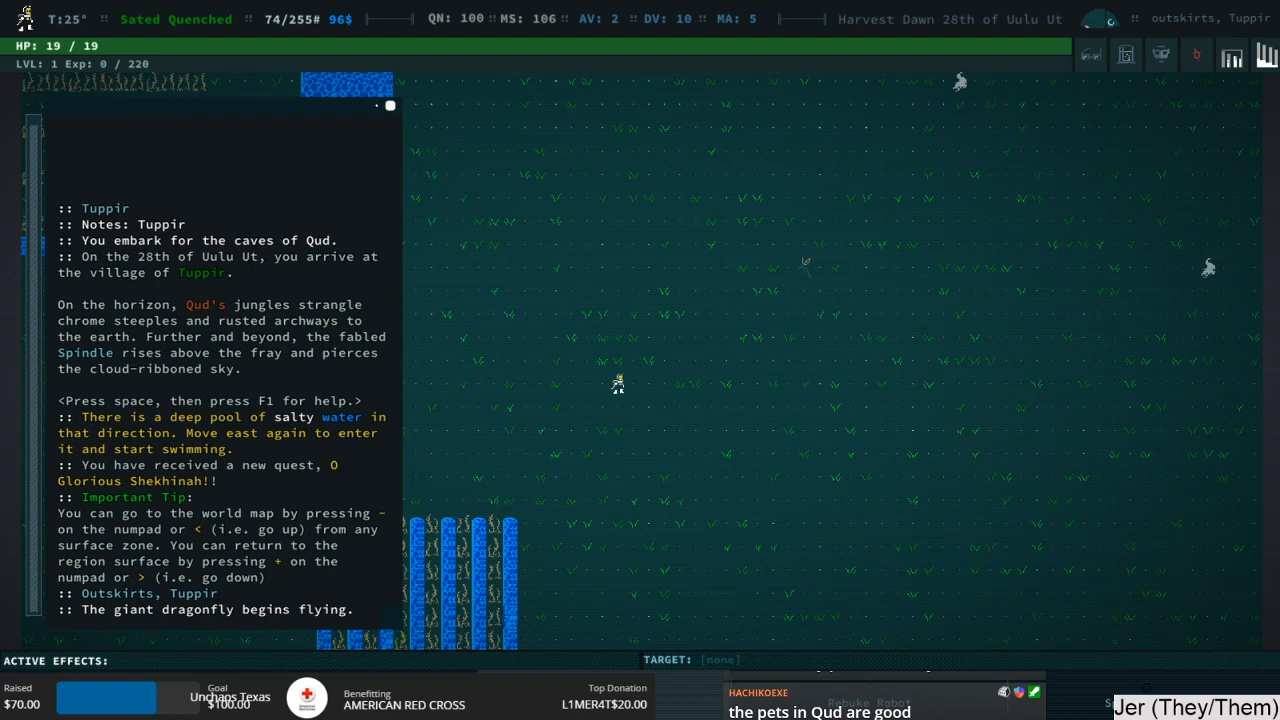 T:25° :: Sated Quenched :: 74/255# 96$ QN: 100 :: MS: 106 :: AV: 2 :: DV: 10 :: MA: 5 Harvest Dawn 28th of Uulu Ut :: outskirts, Tuppir
HP: 19 / 19
LVL: 1 Exp: 0 / 220
:: Tuppir
:: Notes: Tuppir
:: You embark for the caves of Qud.
:: On the 28th of Uulu Ut, you arrive at
the village of Tuppir.
On the horizon, Qud's jungles strangle
chrome steeples and rusted archways to
the earth. Further and beyond, the fabled
Spindle rises above the fray and pierces
the cloud-ribboned sky.
<Press space, then press F1 for help.>
:: There is a deep pool of salty water in
that direction. Move east again to enter
it and start swimming.
:: You have received a new quest, O
Glorious Shekhinah!!
:: Important Tip:
You can go to the world map by pressing -
on the numpad or < (i.e. go up) from any
surface zone. You can return to the
region surface by pressing + on the
numpad or > (i.e. go down)
:: Outskirts, Tuppir
:: The giant dragonfly begins flying.
ACTIVE EFFECTS:
TARGET: [none]
Raised
$70.00
Goal
Unchaos Texas
Benefitting
AMERICAN RED CROSS
Top Donation
L1MER4T$20.00
HACHIKOEXE
the pets in Qud are good
Rebuke Robot
Jer (They/Them)